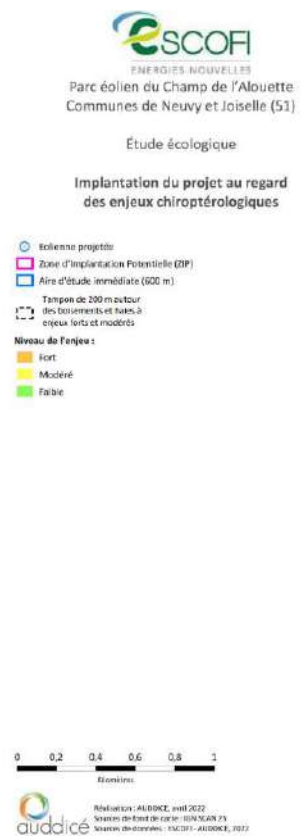 ESCOFI
ENERGIES NOUVELLES
Parc éolien du Champ de l'Alouette
Communes de Neuvy et Joiselle (51)
Étude écologique
Implantation du projet au regard
des enjeux chiroptérologiques
Eolienne projetée
Zone d'Implantation Potentielle (ZIP)
Aire d'étude immédiate (600 m)
Tampon de 200 m autour
des boisements et haies à
enjeux forts et modérés
Niveau de l'enjeu :
Fort
Modéré
Faible
0 0,2 0,4 0,6 0,8 1
Kilomètres
auddicé
Réalisation : AUDDICE, avril 2022
Sources de fond de carte : IGN SCAN 25
Sources de données : ESCOFI - AUDDICE, 2022